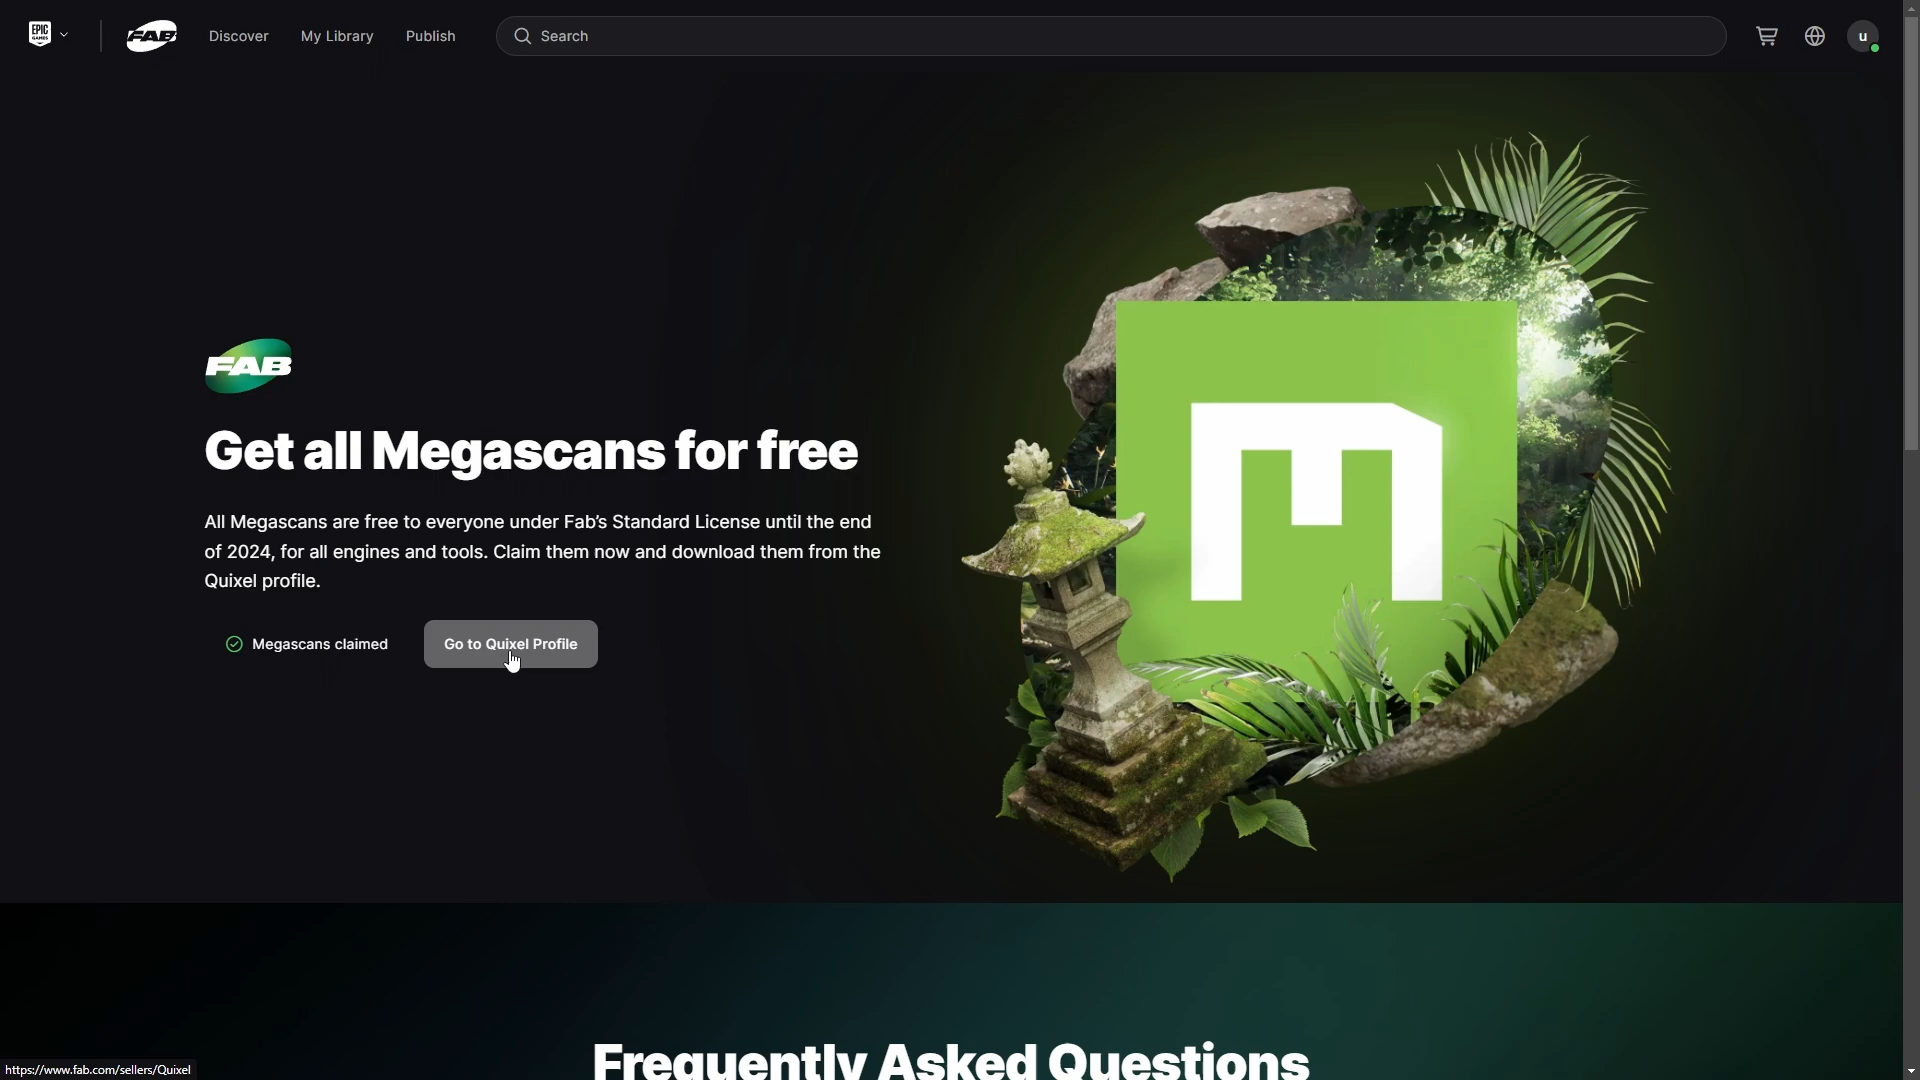 EPIC GAMES
FAB
Discover
My Library
Publish
Search
u
FAB
Get all Megascans for free
All Megascans are free to everyone under Fab's Standard License until the end
of 2024, for all engines and tools. Claim them now and download them from the
Quixel profile.
Megascans claimed
Go to Quixel Profile
Frequently Asked Questions
https://www.fab.com/sellers/Quixel